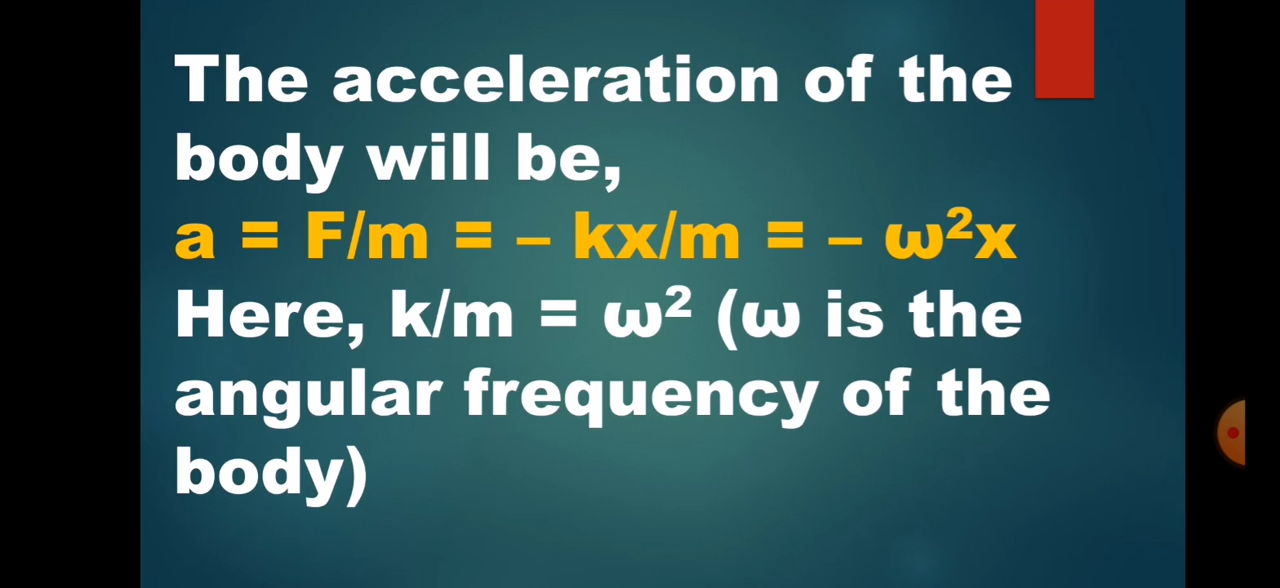 The acceleration of the
body will be,
a = F/m = – kx/m = – ω²x
Here, k/m = ω² (ω is the
angular frequency of the
body)